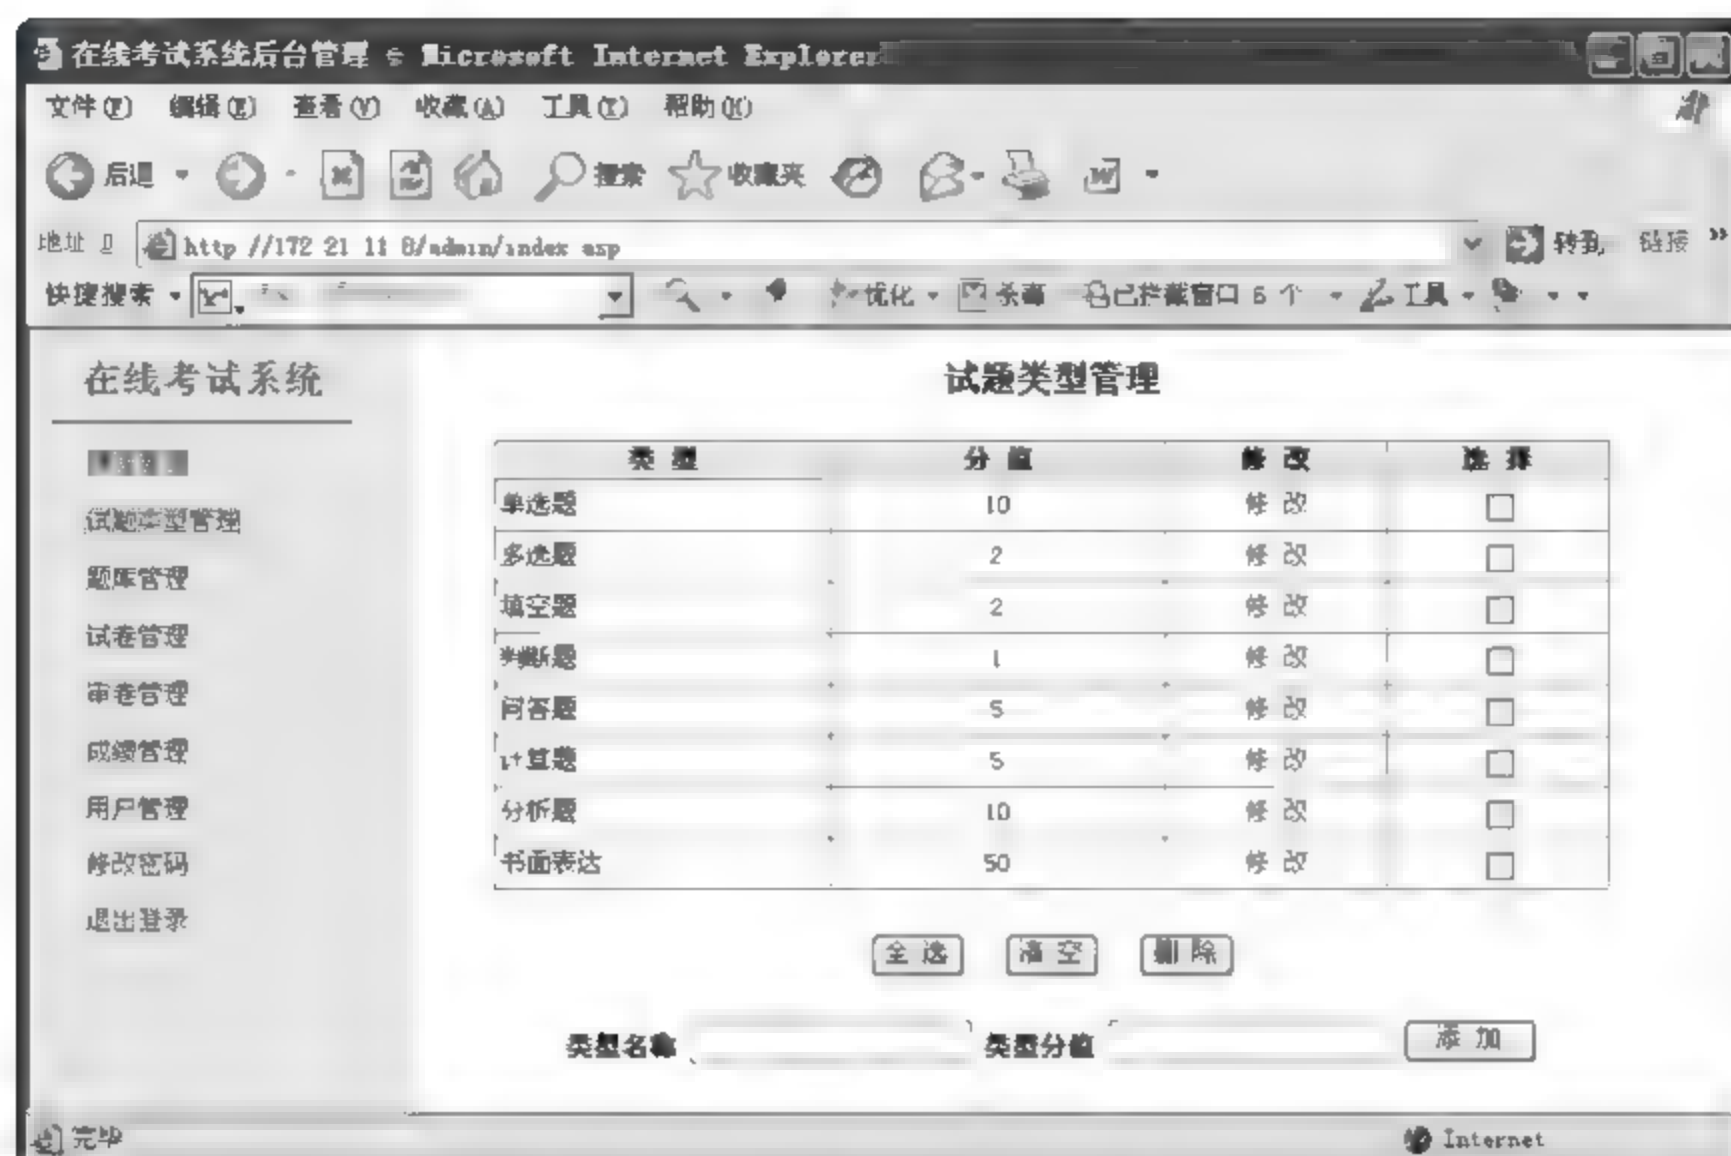 在线考试系统后台管理 - Microsoft Internet Explorer
文件(F) 编辑(E) 查看(V) 收藏(A) 工具(T) 帮助(H)
后退 搜索 收藏夹
地址 http //172 21 11 8/admin/index asp 转到 链接 »
快捷搜索 优化 杀毒 已拦截窗口 6 个 工具
在线考试系统
试题类型管理
题库管理
试卷管理
审卷管理
成绩管理
用户管理
修改密码
退出登录
试题类型管理
类 型 分 值 修 改 选 择
单选题 10 修 改
多选题 2 修 改
填空题 2 修 改
判断题 1 修 改
问答题 5 修 改
计算题 5 修 改
分析题 10 修 改
书面表达 50 修 改
全 选 清 空 删 除
类型名称 类型分值 添 加
完毕 Internet